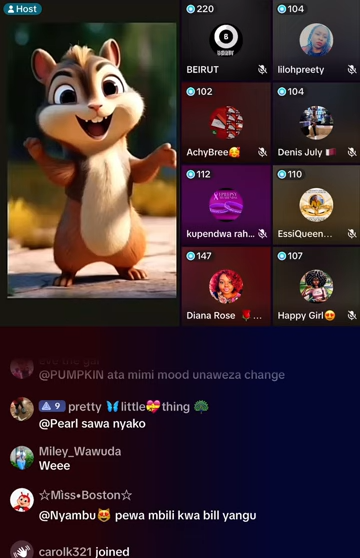 Host
220
104
BEIRUT
lilohpreety
102
104
AchyBree🥰
Denis July
112
110
kupendwa rah...
EssiQueen...
147
107
Diana Rose 🌹...
Happy Girl😍
@PUMPKIN ata mimi mood unaweza change
9 pretty 🦋little💝thing 🦚
@Pearl sawa nyako
Miley_Wawuda
Weee
☆Miss•Boston☆
@Nyambu😻 pewa mbili kwa bill yangu
carolk321 joined